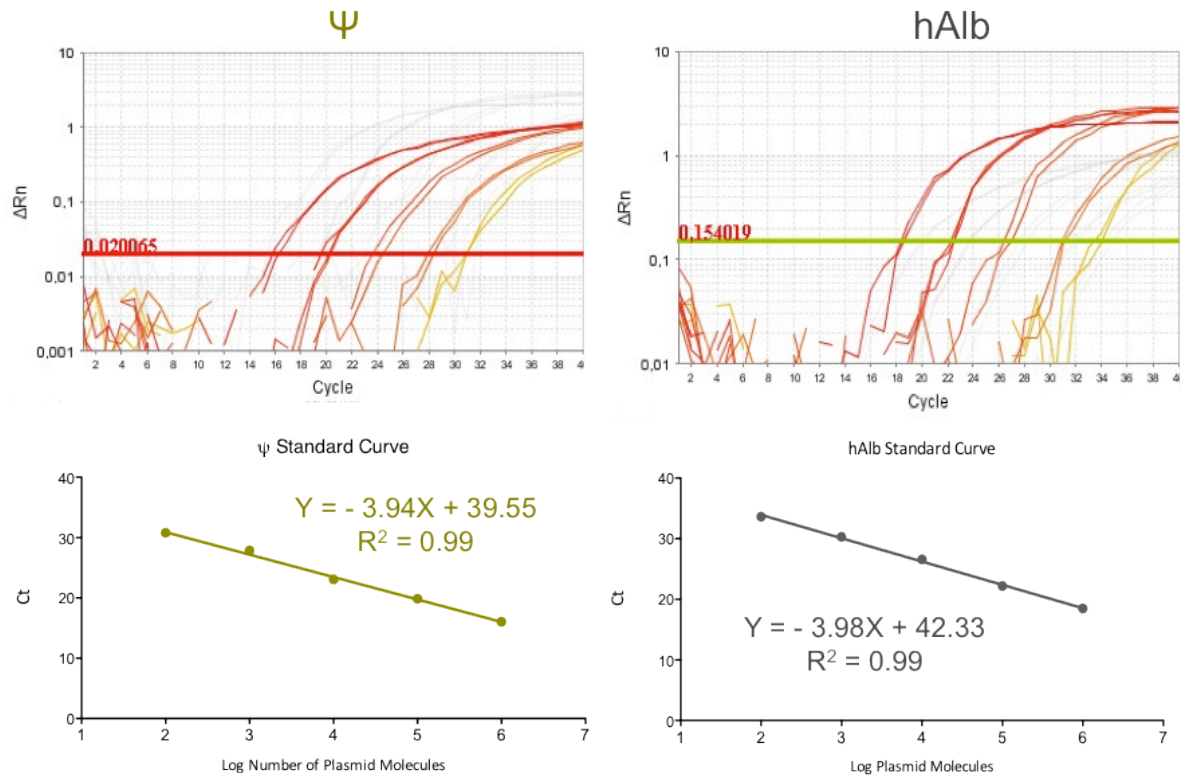 Ψ
10
1
0.1
0,01
0,001
ΔRn
0.020065
2 4 6 8 10 12 14 16 18 20 22 24 26 28 30 32 34 36 38 4
Cycle
hAlb
10
1
0,1
0,01
ΔRn
0,154019
2 4 6 8 10 12 14 16 18 20 22 24 26 28 30 32 34 36 38 40
Cycle
ψ Standard Curve
40
30
20
10
0
Ct
Y = - 3.94X + 39.55
R² = 0.99
1 2 3 4 5 6 7
Log Number of Plasmid Molecules
hAlb Standard Curve
40
30
20
10
0
Ct
Y = - 3.98X + 42.33
R² = 0.99
1 2 3 4 5 6 7
Log Plasmid Molecules